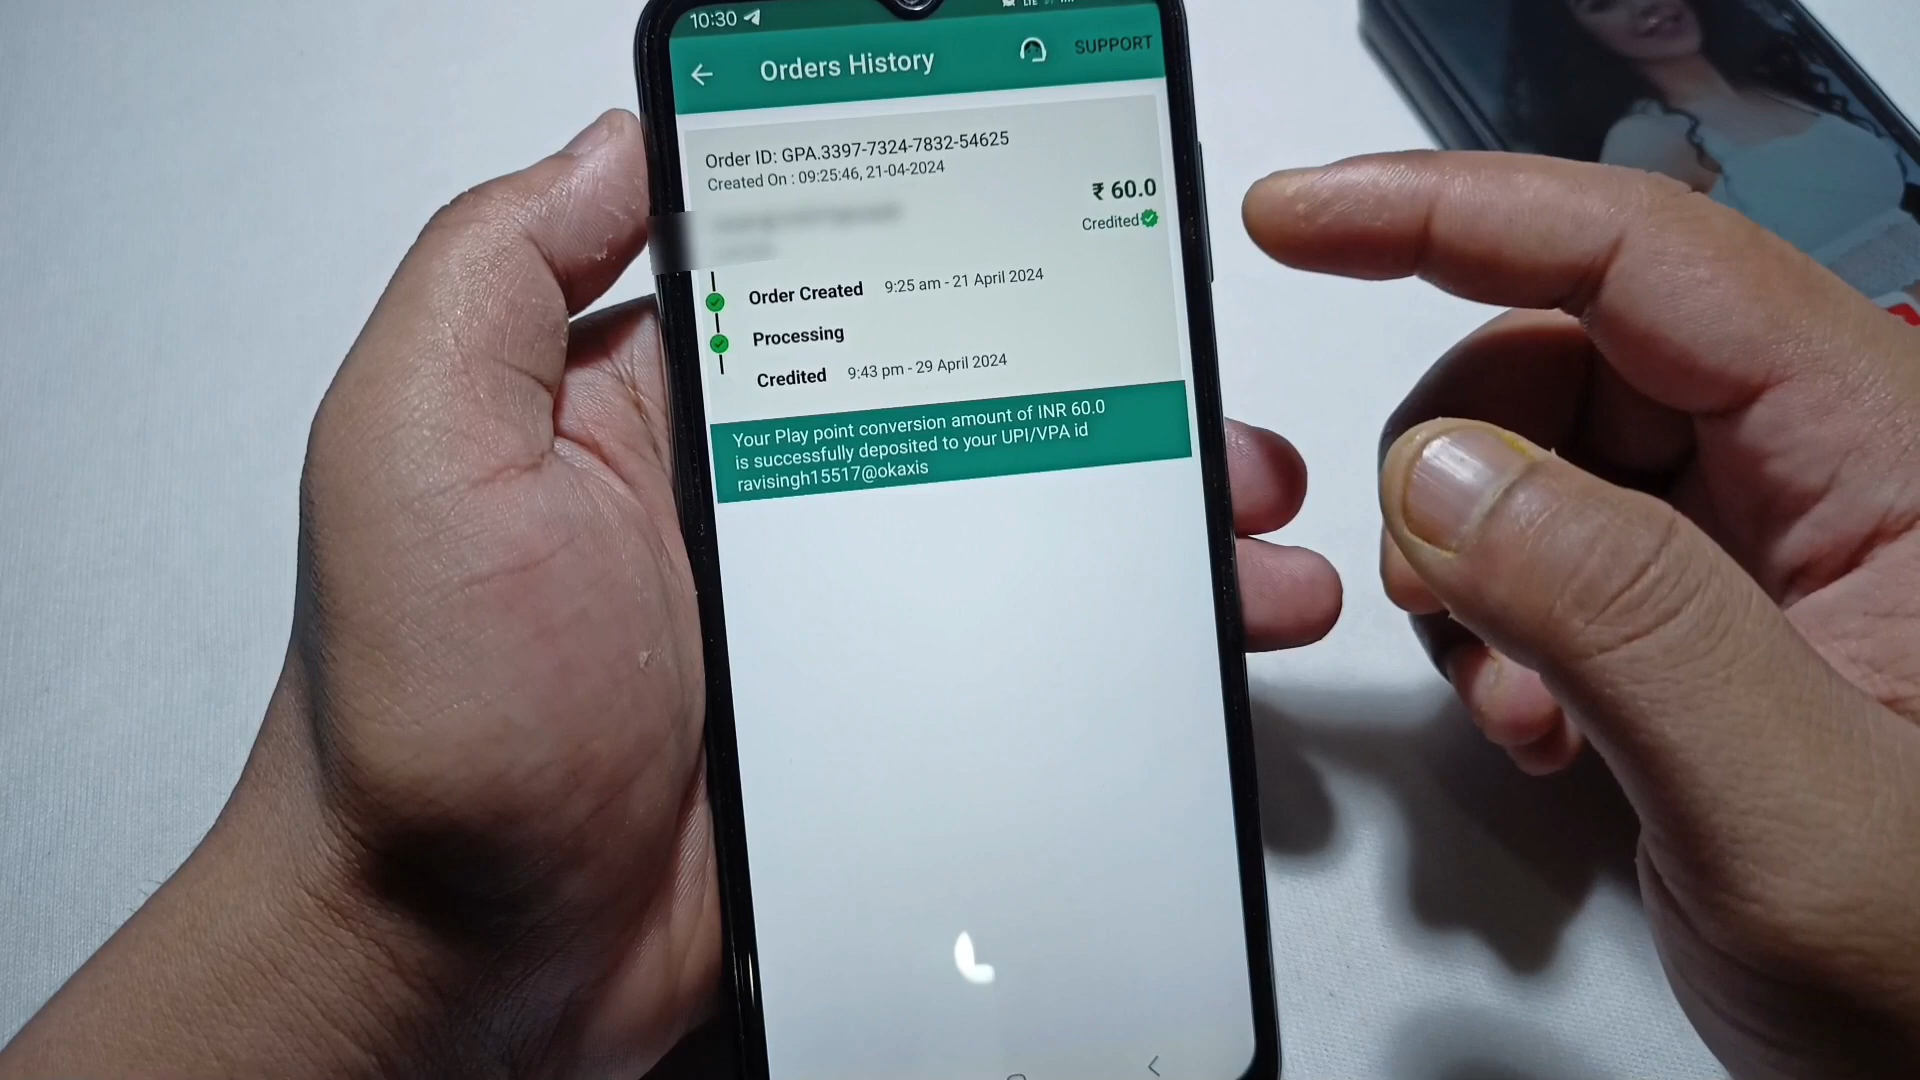 10:30
Orders History
SUPPORT
Order ID: GPA.3397-7324-7832-54625
Created On : 09:25:46, 21-04-2024
₹ 60.0
Credited
Order Created 9:25 am - 21 April 2024
Processing
Credited 9:43 pm - 29 April 2024
Your Play point conversion amount of INR 60.0
is successfully deposited to your UPI/VPA id
ravisingh15517@okaxis